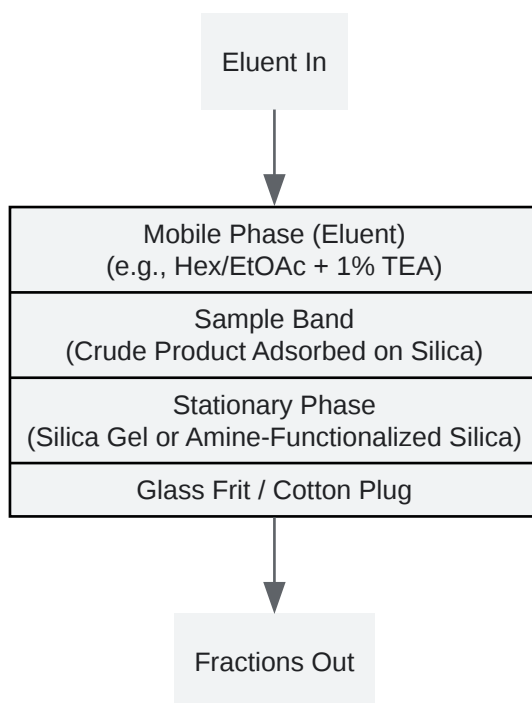 Eluent In
Mobile Phase (Eluent)
(e.g., Hex/EtOAc + 1% TEA)
Sample Band
(Crude Product Adsorbed on Silica)
Stationary Phase
(Silica Gel or Amine-Functionalized Silica)
Glass Frit / Cotton Plug
Fractions Out